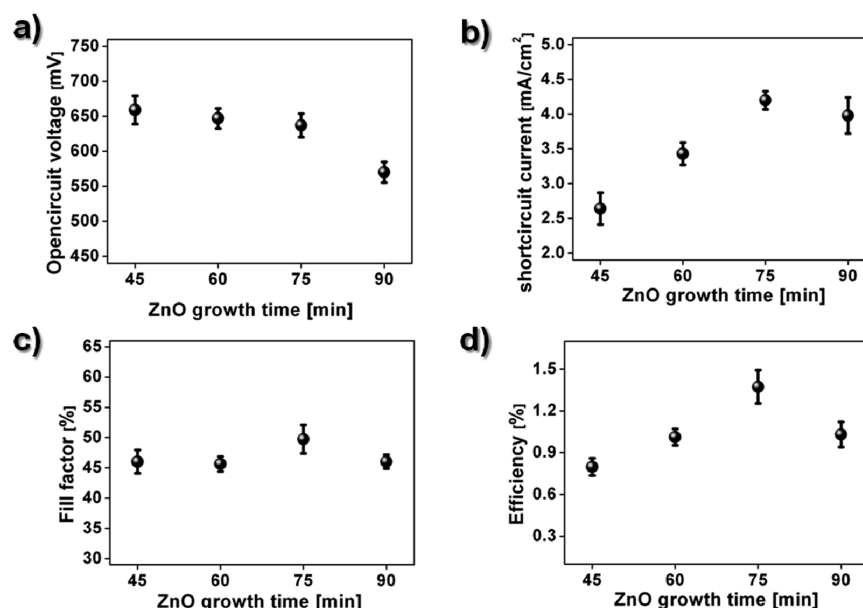 a)
Opencircuit voltage [mV]
750
700
650
600
550
500
450
45 60 75 90
ZnO growth time [min]
b)
shortcircuit current [mA/cm²]
5.0
4.5
4.0
3.5
3.0
2.5
2.0
45 60 75 90
ZnO growth time [min]
c)
Fill factor [%]
65
60
55
50
45
40
35
30
45 60 75 90
ZnO growth time [min]
d)
Efficiency [%]
1.5
1.2
0.9
0.6
0.3
45 60 75 90
ZnO growth time [min]